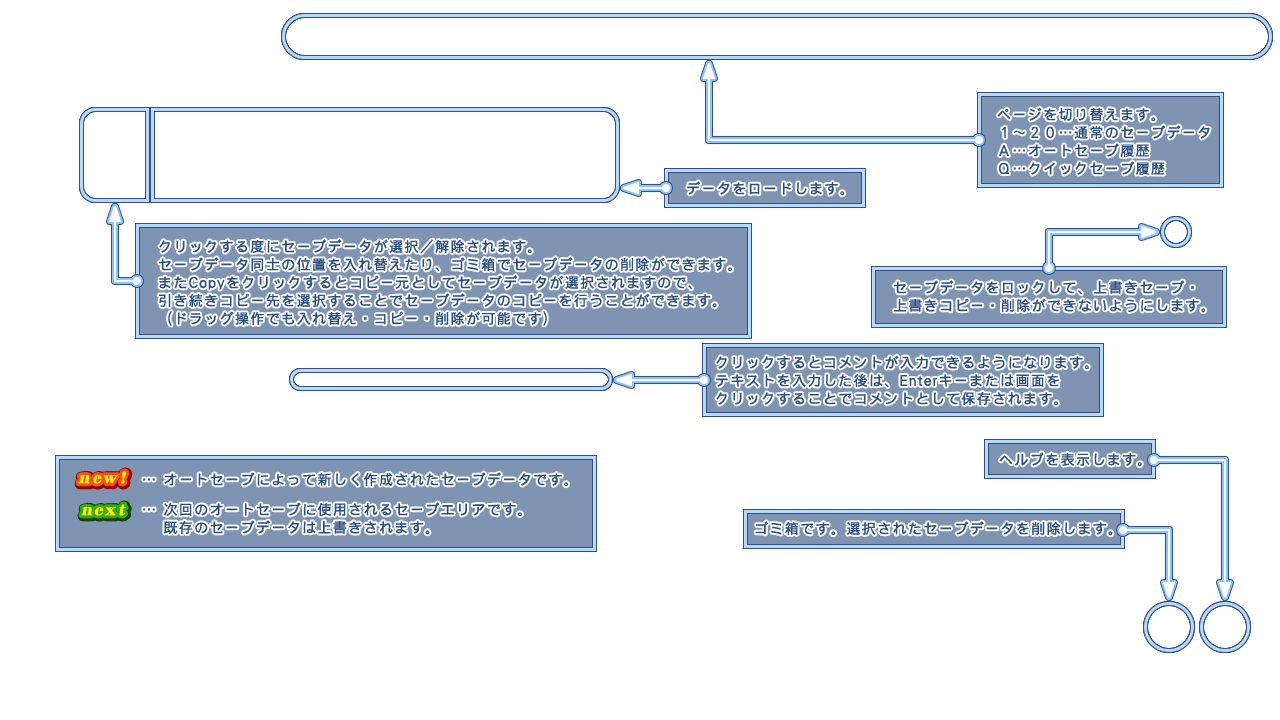 ページを切り替えます。
１～２０…通常のセーブデータ
Ａ…オートセーブ履歴
Ｑ…クイックセーブ履歴
データをロードします。
クリックする度にセーブデータが選択／解除されます。
セーブデータ同士の位置を入れ替えたり、ゴミ箱でセーブデータの削除ができます。
またCopyをクリックするとコピー元としてセーブデータが選択されますので、
引き続きコピー先を選択することでセーブデータのコピーを行うことができます。
（ドラッグ操作でも入れ替え・コピー・削除が可能です）
セーブデータをロックして、上書きセーブ・
上書きコピー・削除ができないようにします。
クリックするとコメントが入力できるようになります。
テキストを入力した後は、Enterキーまたは画面を
クリックすることでコメントとして保存されます。
ヘルプを表示します。
new! … オートセーブによって新しく作成されたセーブデータです。
next … 次回のオートセーブに使用されるセーブエリアです。
既存のセーブデータは上書きされます。
ゴミ箱です。選択されたセーブデータを削除します。